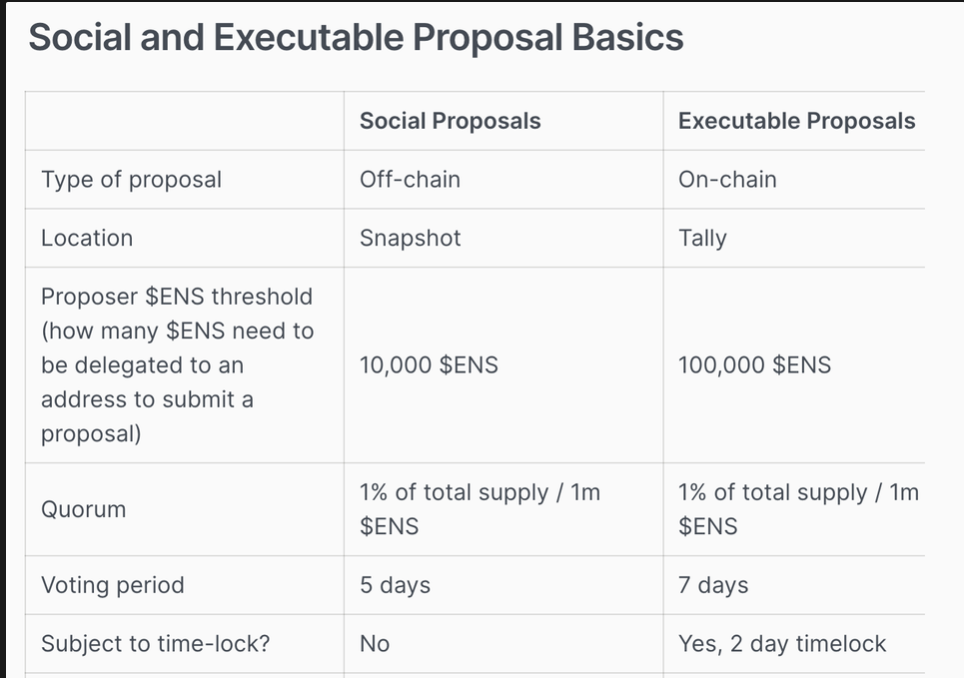 Social and Executable Proposal Basics
Social Proposals
Executable Proposals
Type of proposal
Off-chain
On-chain
Location
Snapshot
Tally
Proposer $ENS threshold
(how many $ENS need to
be delegated to an
address to submit a
proposal)
10,000 $ENS
100,000 $ENS
Quorum
1% of total supply / 1m
$ENS
1% of total supply / 1m
$ENS
Voting period
5 days
7 days
Subject to time-lock?
No
Yes, 2 day timelock